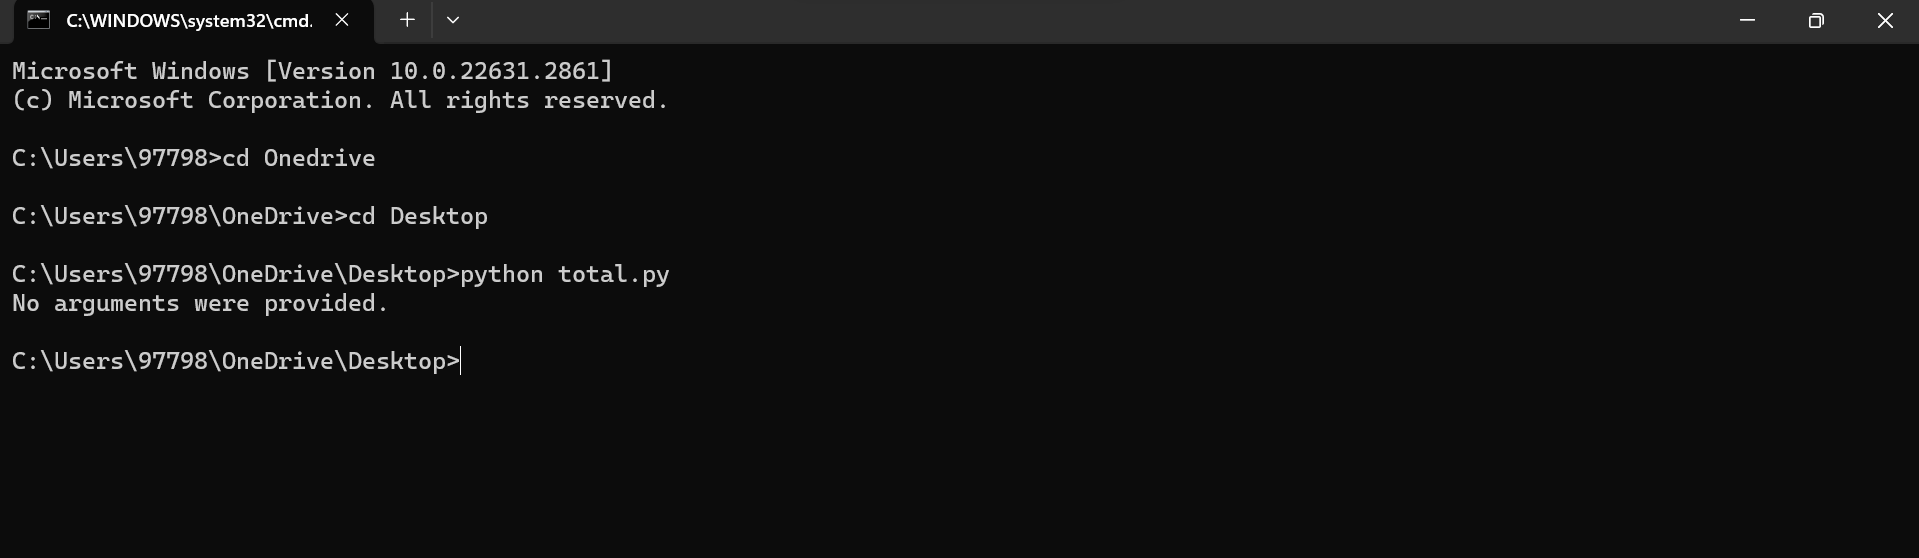 C:\WINDOWS\system32\cmd.
Microsoft Windows [Version 10.0.22631.2861]
(c) Microsoft Corporation. All rights reserved.
C:\Users\97798>cd Onedrive
C:\Users\97798\OneDrive>cd Desktop
C:\Users\97798\OneDrive\Desktop>python total.py
No arguments were provided.
C:\Users\97798\OneDrive\Desktop>